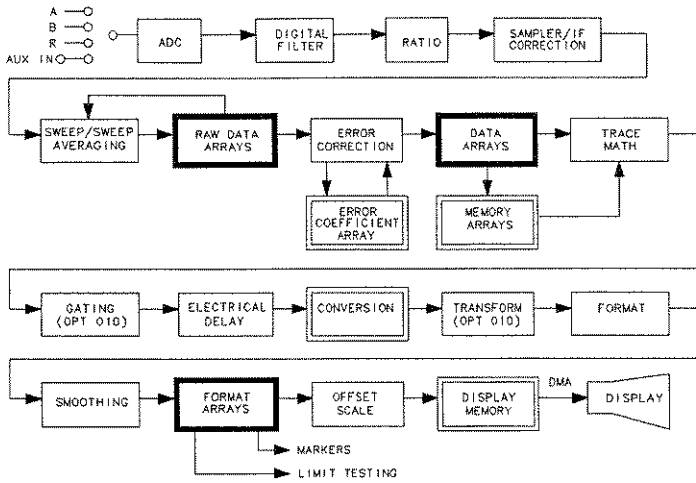 A
B
R
AUX IN
ADC
DIGITAL
FILTER
RATIO
SAMPLER/IF
CORRECTION
SWEEP/SWEEP
AVERAGING
RAW DATA
ARRAYS
ERROR
CORRECTION
DATA
ARRAYS
TRACE
MATH
ERROR
COEFFICIENT
ARRAY
MEMORY
ARRAYS
GATING
(OPT 010)
ELECTRICAL
DELAY
CONVERSION
TRANSFORM
(OPT 010)
FORMAT
SMOOTHING
FORMAT
ARRAYS
OFFSET
SCALE
DISPLAY
MEMORY
DMA
DISPLAY
MARKERS
LIMIT TESTING